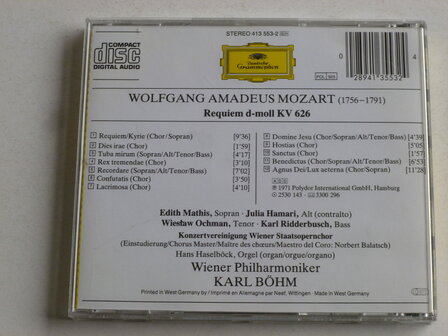 STEREO 413 553-2 GH
COMPACT
disc
DIGITAL AUDIO
Deutsche
Grammophon
0
4
28941"35532
POL 985
WOLFGANG AMADEUS MOZART (1756–1791)
Requiem d-moll KV 626
1 Requiem/Kyrie (Chor/Sopran) [9'36]
2 Dies irae (Chor) [1'59]
3 Tuba mirum (Sopran/Alt/Tenor/Bass) [4'17]
4 Rex tremendae (Chor) [2'10]
5 Recordare (Sopran/Alt/Tenor/Bass) [7'02]
6 Confutatis (Chor) [3'50]
7 Lacrimosa (Chor) [4'10]
8 Domine Jesu (Chor/Sopran/Alt/Tenor/Bass) [4'39]
9 Hostias (Chor) [5'05]
10 Sanctus (Chor) [1'57]
11 Benedictus (Chor/Sopran/Alt/Tenor/Bass) [6'53]
12 Agnus Dei/Lux aeterna (Chor/Sopran) [11'28]
ADD
Ⓟ 1971 Polydor International GmbH, Hamburg
2530 143 · 3300 296
Edith Mathis, Sopran · Julia Hamari, Alt (contralto)
Wiesław Ochman, Tenor · Karl Ridderbusch, Bass
Konzertvereinigung Wiener Staatsopernchor
(Einstudierung/Chorus Master/Maître des chœurs/Maestro del Coro: Norbert Balatsch)
Hans Haselböck, Orgel (organ/orgue/organo)
Wiener Philharmoniker
KARL BÖHM
Printed in West Germany by / Imprimé en Allemagne par Neef, Wittingen · Made in West Germany